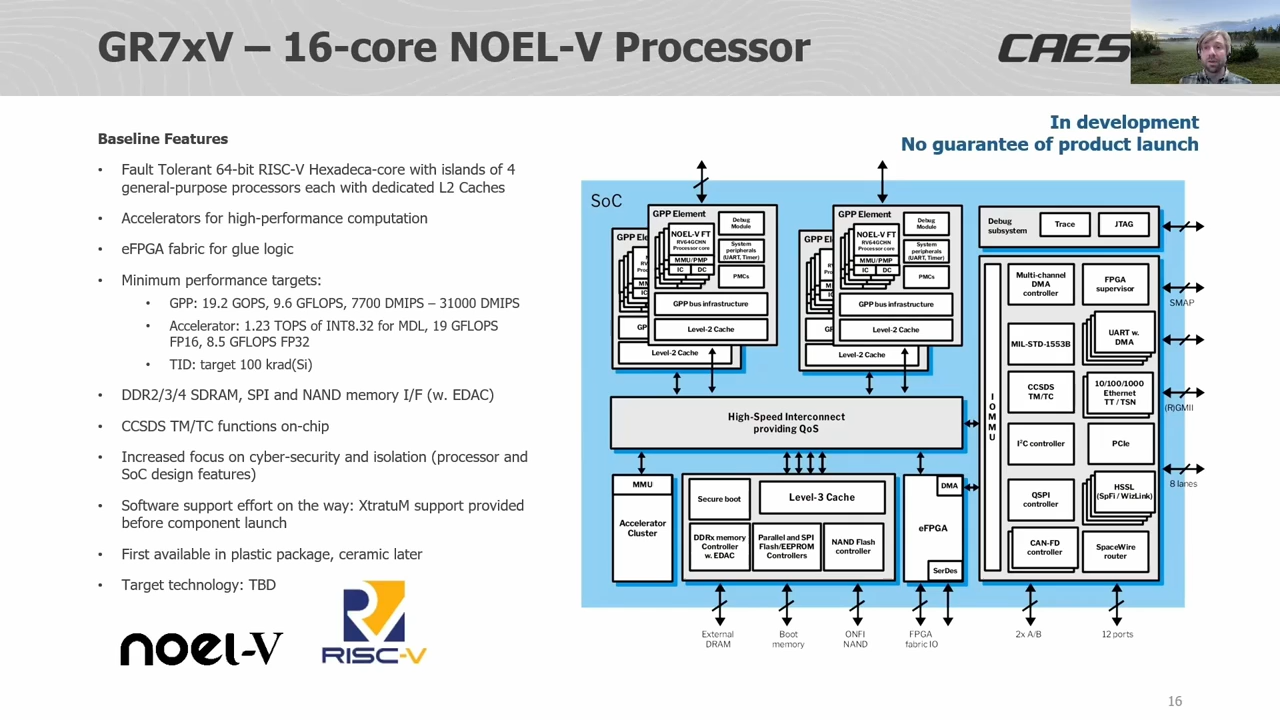 GR7xV – 16-core NOEL-V Processor
CAES
In development
No guarantee of product launch
Baseline Features
• Fault Tolerant 64-bit RISC-V Hexadeca-core with islands of 4
general-purpose processors each with dedicated L2 Caches
• Accelerators for high-performance computation
• eFPGA fabric for glue logic
• Minimum performance targets:
• GPP: 19.2 GOPS, 9.6 GFLOPS, 7700 DMIPS – 31000 DMIPS
• Accelerator: 1.23 TOPS of INT8.32 for MDL, 19 GFLOPS
FP16, 8.5 GFLOPS FP32
• TID: target 100 krad(Si)
• DDR2/3/4 SDRAM, SPI and NAND memory I/F (w. EDAC)
• CCSDS TM/TC functions on-chip
• Increased focus on cyber-security and isolation (processor and
SoC design features)
• Software support effort on the way: XtratuM support provided
before component launch
• First available in plastic package, ceramic later
• Target technology: TBD
noel-V
RISC-V
SoC
GPP Element
Debug
Module
NOEL-V FT
RV64GCHN
Processor core
MMU/PMP
IC DC
System
peripherals
(UART, Timer)
PMCs
GPP bus infrastructure
Level-2 Cache
GPP Ele
Level-2 Cache
GPP Element
Debug
Module
NOEL-V FT
RV64GCHN
Processor core
MMU/PMP
IC DC
System
peripherals
(UART, Timer)
PMCs
GPP bus infrastructure
Level-2 Cache
GPP El
Level-2 Cache
High-Speed Interconnect
providing QoS
MMU
Accelerator
Cluster
Secure boot
Level-3 Cache
DDRx memory
Controller
w. EDAC
Parallel and SPI
Flash/EEPROM
Controllers
NAND Flash
controller
DMA
eFPGA
SerDes
Debug
subsystem
Trace
JTAG
IOMMU
Multi-channel
DMA
controller
FPGA
supervisor
SMAP
MIL-STD-1553B
UART w.
DMA
CCSDS
TM/TC
10/100/1000
Ethernet
TT / TSN
(R)GMII
I²C controller
PCIe
8 lanes
QSPI
controller
HSSL
(SpFi / WizLink)
CAN-FD
controller
SpaceWire
router
External
DRAM
Boot
memory
ONFI
NAND
FPGA
fabric IO
2x A/B
12 ports
16